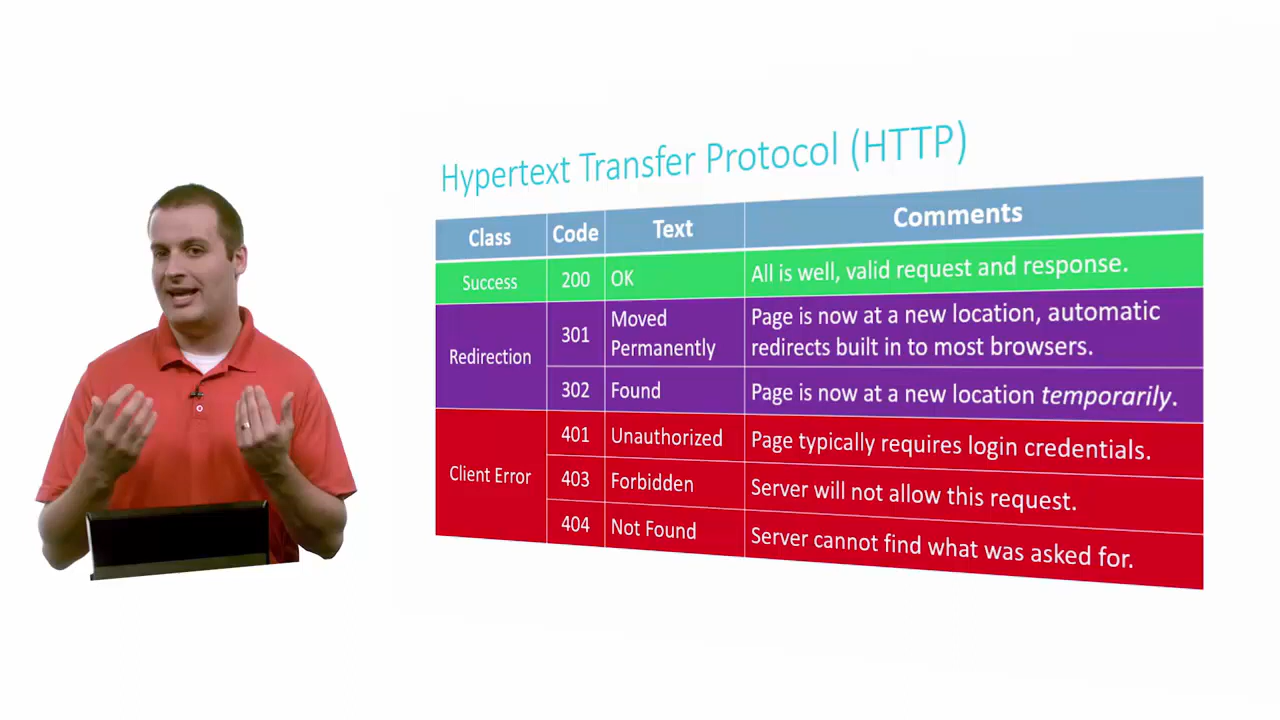 Hypertext Transfer Protocol (HTTP)
Class Code Text Comments
Success 200 OK All is well, valid request and response.
Redirection
301 Moved Permanently
Page is now at a new location, automatic
redirects built in to most browsers.
302 Found Page is now at a new location temporarily.
Client Error
401 Unauthorized Page typically requires login credentials.
403 Forbidden Server will not allow this request.
404 Not Found Server cannot find what was asked for.